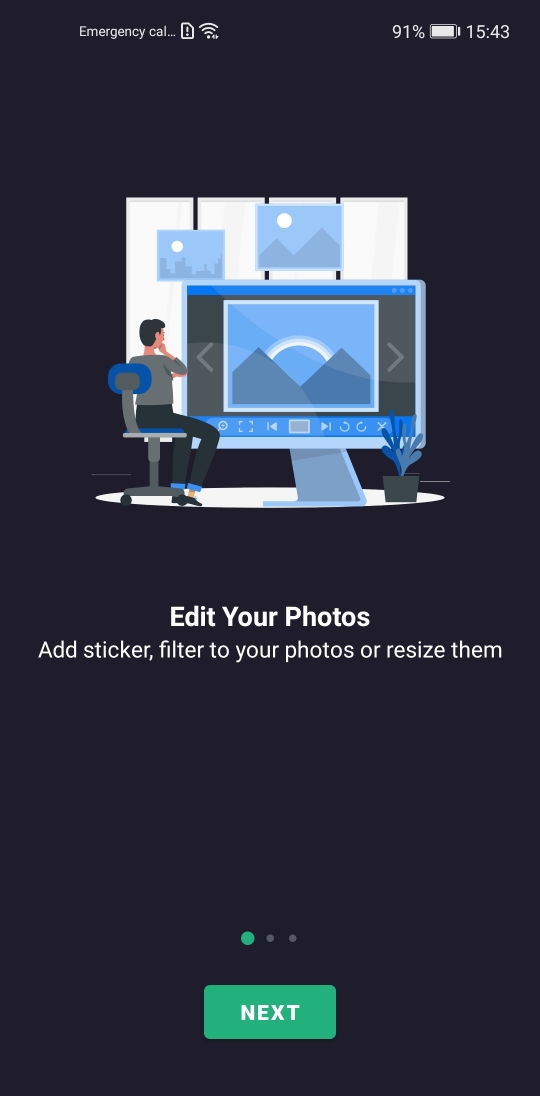 Emergency cal...
91%
15:43
Edit Your Photos
Add sticker, filter to your photos or resize them
NEXT